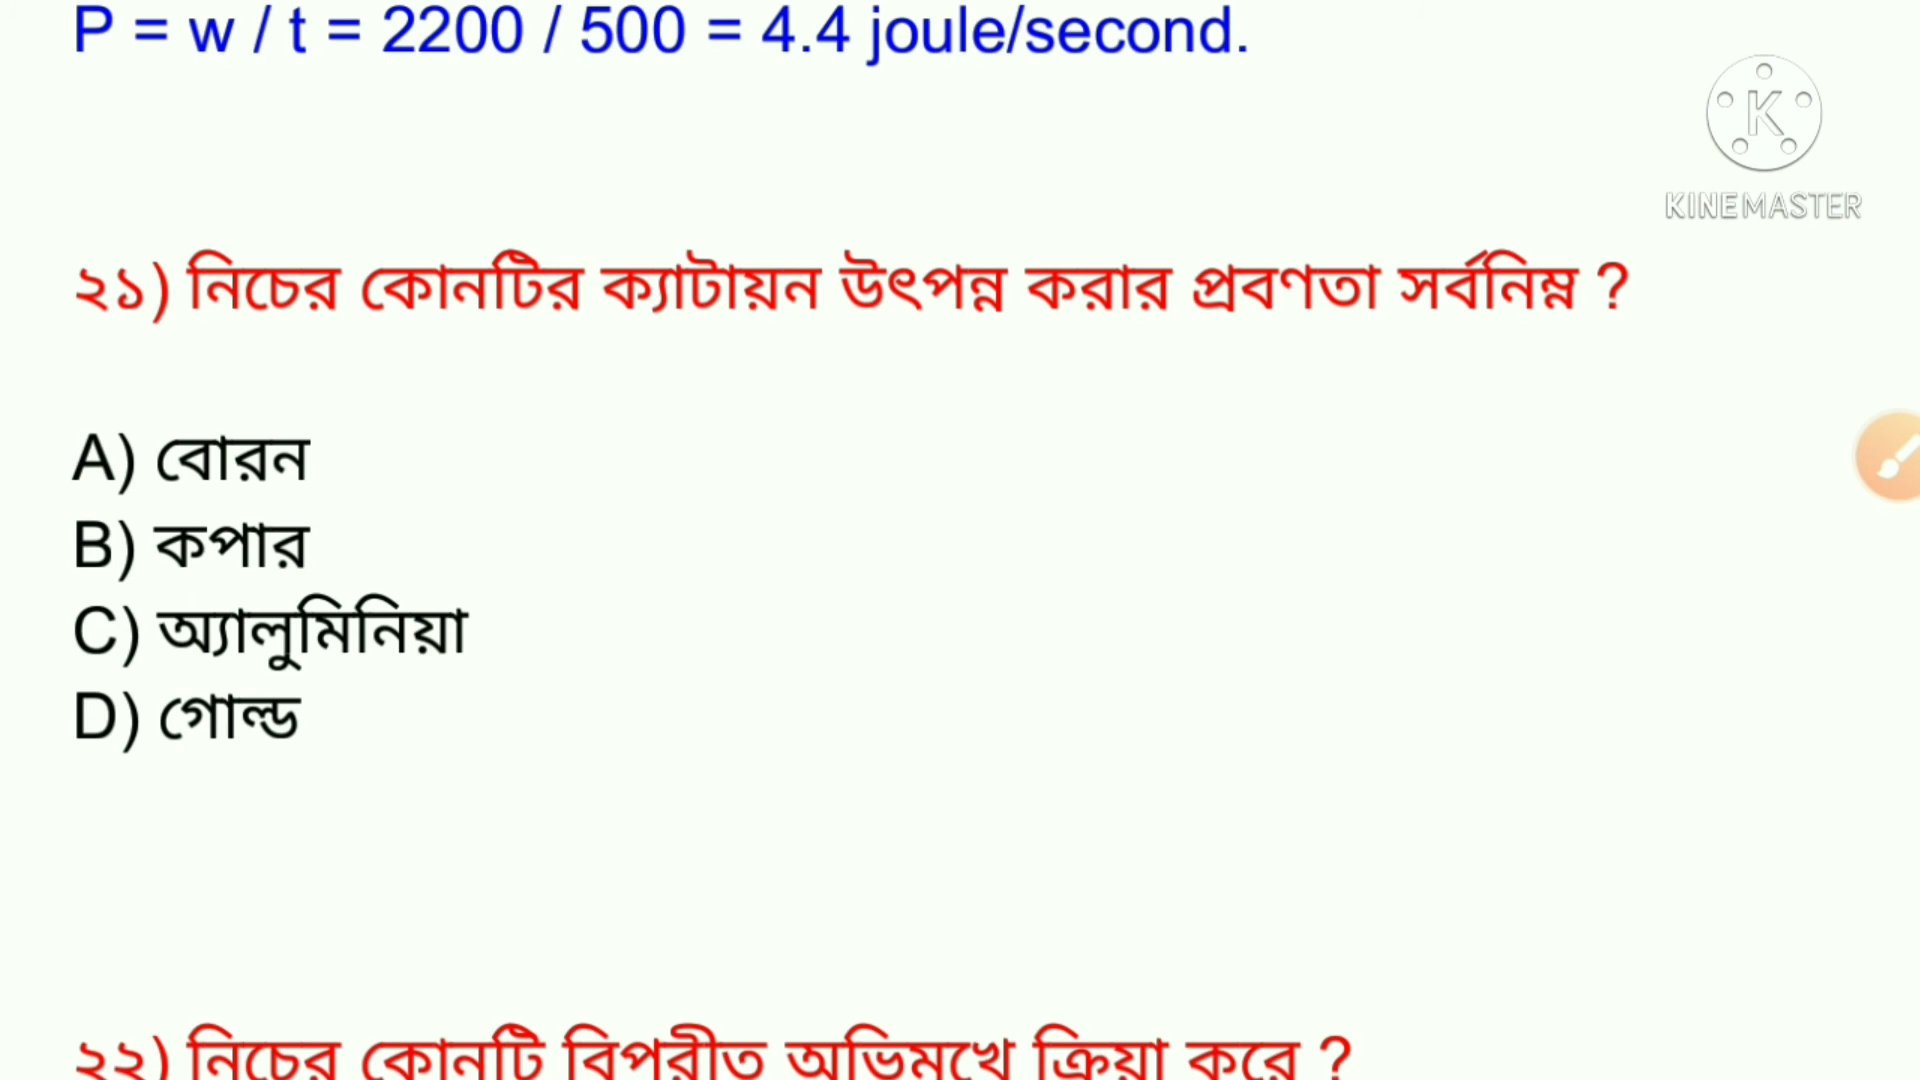 P = w / t = 2200 / 500 = 4.4 joule/second.
K
KINEMASTER
২১) নিচের কোনটির ক্যাটায়ন উৎপন্ন করার প্রবণতা সর্বনিম্ন ?
A) বোরন
B) কপার
C) অ্যালুমিনিয়া
D) গোল্ড
২২) নিচের কোনটি বিপরীত অভিমুখে ক্রিয়া করে ?